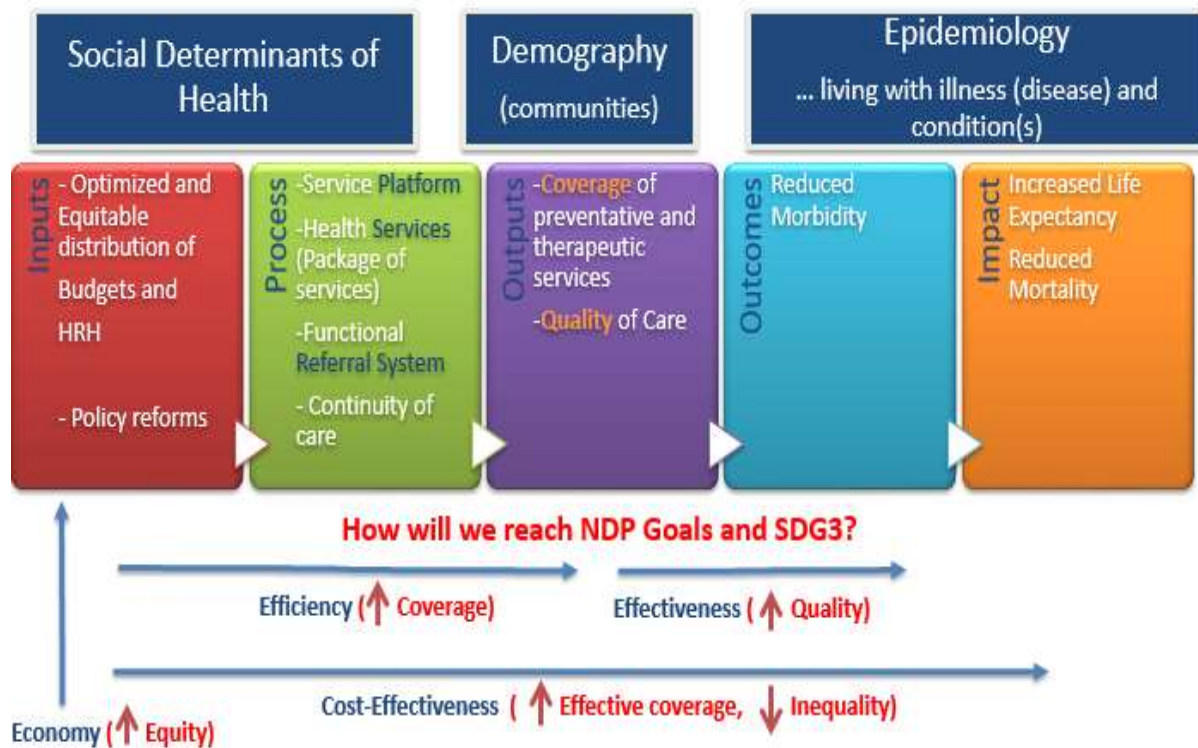 Social Determinants of
Health
Demography
(communities)
Epidemiology
... living with illness (disease) and
condition(s)
Inputs
- Optimized and
Equitable
distribution of
Budgets and
HRH
- Policy reforms
Process
-Service Platform
-Health Services
(Package of
services)
-Functional
Referral System
- Continuity of
care
Outputs
-Coverage of
preventative and
therapeutic
services
-Quality of Care
Outcomes
Reduced
Morbidity
Impact
Increased Life
Expectancy
Reduced
Mortality
How will we reach NDP Goals and SDG3?
Efficiency (↑ Coverage)
Effectiveness (↑ Quality)
Cost-Effectiveness ( ↑ Effective coverage, ↓ Inequality)
Economy (↑ Equity)